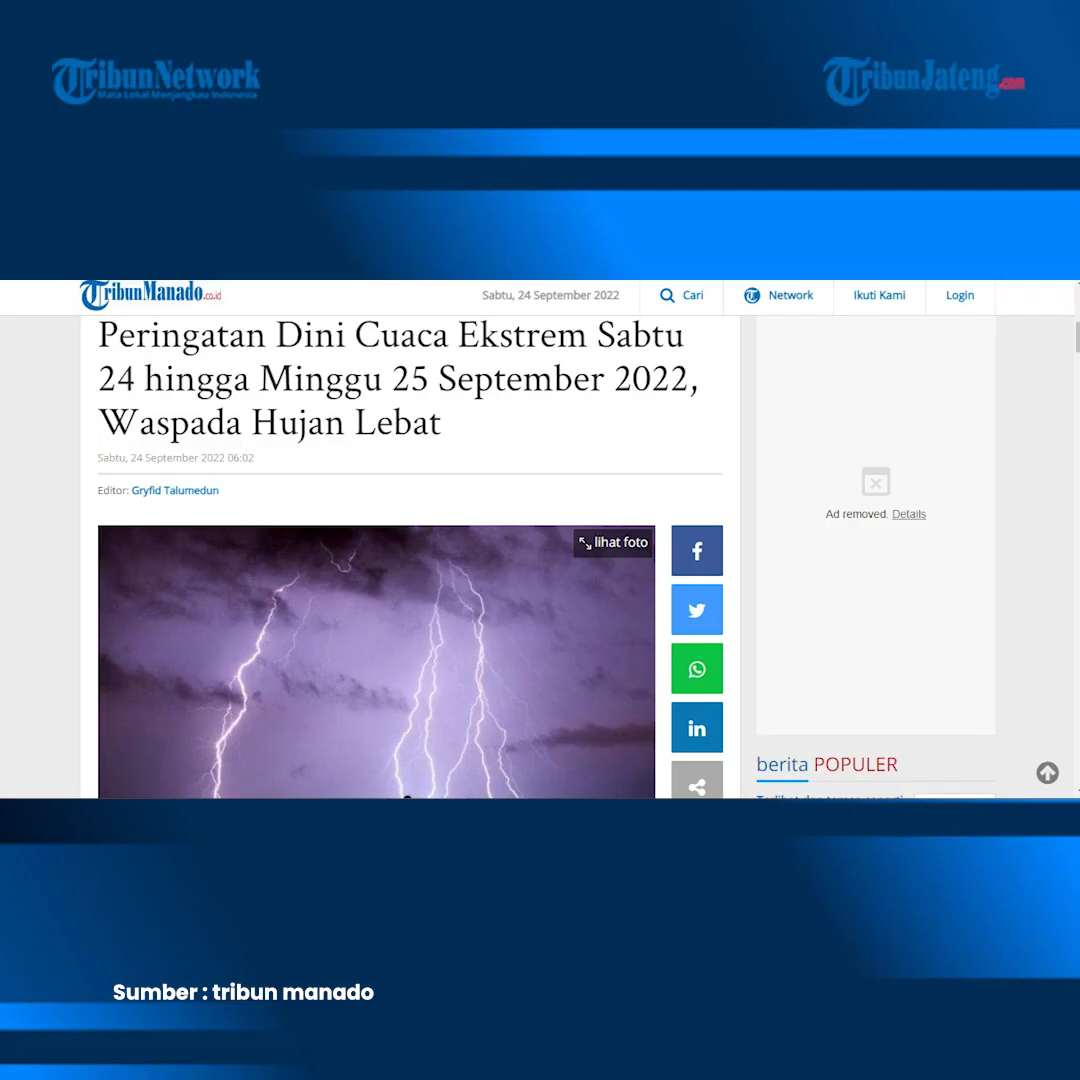 TribunNetwork
Mata Lokal Menjangkau Indonesia
TribunJateng.com
TribunManado.co.id
Sabtu, 24 September 2022
Cari
Network
Ikuti Kami
Login
Peringatan Dini Cuaca Ekstrem Sabtu
24 hingga Minggu 25 September 2022,
Waspada Hujan Lebat
Sabtu, 24 September 2022 06:02
Editor: Gryfid Talumedun
lihat foto
Ad removed. Details
berita POPULER
Sumber : tribun manado